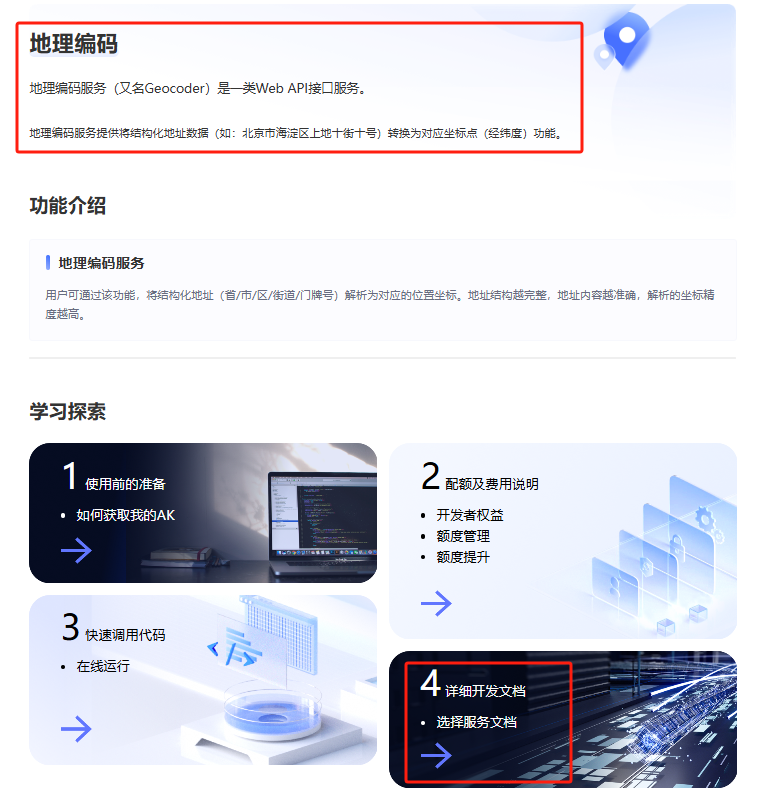 地理编码
地理编码服务（又名Geocoder）是一类Web API接口服务。
地理编码服务提供将结构化地址数据（如：北京市海淀区上地十街十号）转换为对应坐标点（经纬度）功能。
功能介绍
地理编码服务
用户可通过该功能，将结构化地址（省/市/区/街道/门牌号）解析为对应的位置坐标。地址结构越完整，地址内容越准确，解析的坐标精
度越高。
学习探索
1 使用前的准备
• 如何获取我的AK
2 配额及费用说明
• 开发者权益
• 额度管理
• 额度提升
3 快速调用代码
• 在线运行
4 详细开发文档
• 选择服务文档